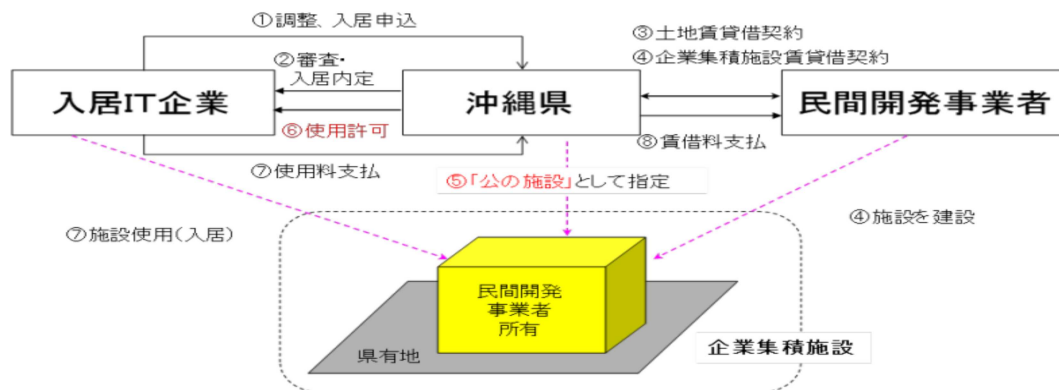 ①調整、入居申込
②審査・
入居内定
③土地賃貸借契約
④企業集積施設賃貸借契約
入居IT企業
沖縄県
民間開発事業者
⑥使用許可
⑦使用料支払
⑧賃借料支払
⑤「公の施設」として指定
⑦施設使用(入居)
④施設を建設
民間開発
事業者
所有
県有地
企業集積施設